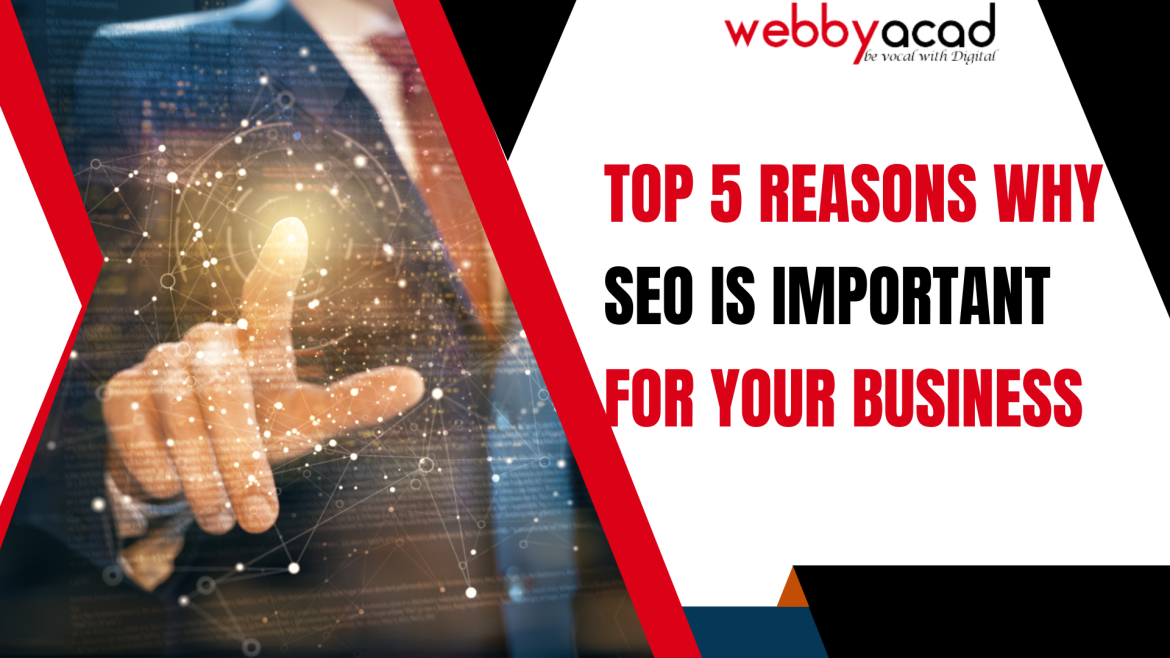 webbyacad
be vocal with Digital
TOP 5 REASONS WHY
SEO IS IMPORTANT
FOR YOUR BUSINESS